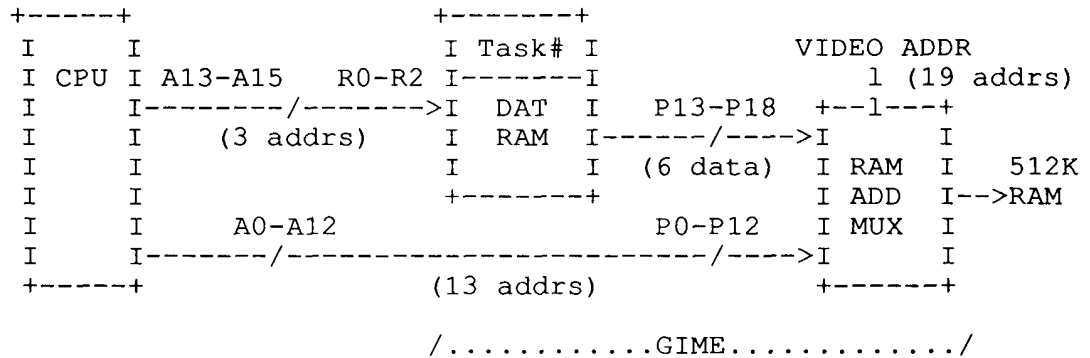 +-----+ +-------+
I I I Task# I VIDEO ADDR
I CPU I A13-A15 R0-R2 I-------I l (19 addrs)
I I--------/------->I DAT I P13-P18 +--l---+
I I (3 addrs) I RAM I------/---->I I
I I I I (6 data) I RAM I 512K
I I +-------+ I ADD I-->RAM
I I A0-A12 P0-P12 I MUX I
I I-------/-----------------------/---->I I
+-----+ (13 addrs) +------+
/............GIME............./